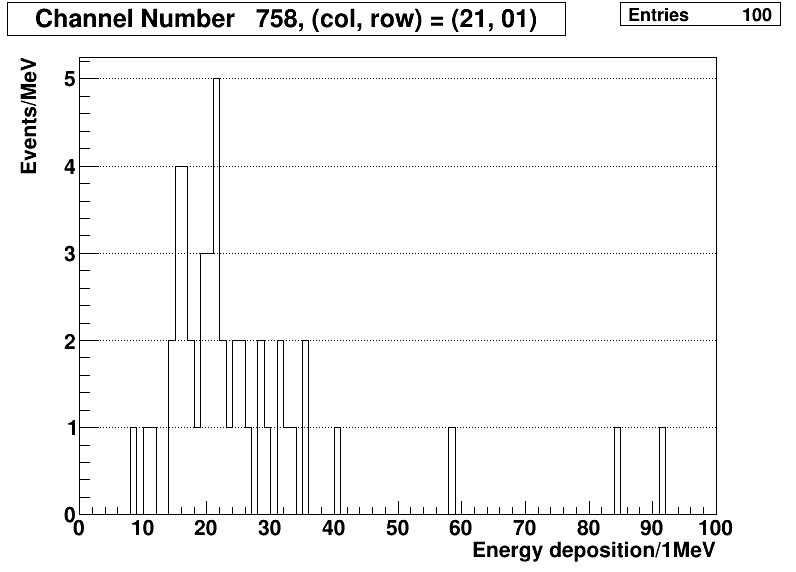 Channel Number 758, (col, row) = (21, 01)
Entries 100
Events/MeV
5
4
3
2
1
0
0 10 20 30 40 50 60 70 80 90 100
Energy deposition/1MeV